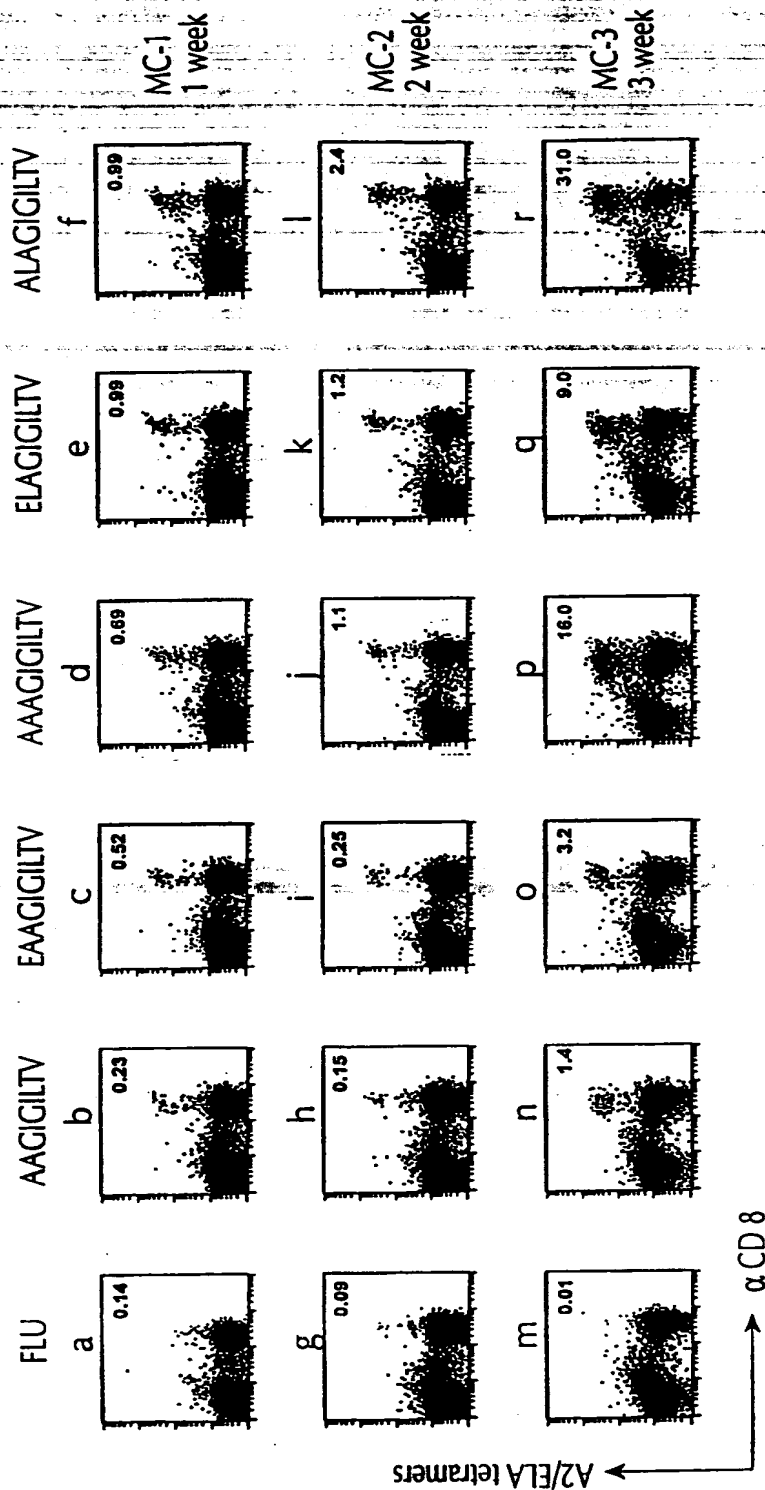 FLU AAGIGILTV EAAGIGILTV AAAGIGILTV ELAGIGILTV ALAGIGILTV
a b c d e f
0.14 0.23 0.52 0.69 0.99 0.99
MC-1
1 week
g h i j k l
0.09 0.15 0.25 1.1 1.2 2.4
MC-2
2 week
m n o p q r
0.01 1.4 3.2 16.0 9.0 31.0
MC-3
3 week
A2/ELA tetramers
α CD 8